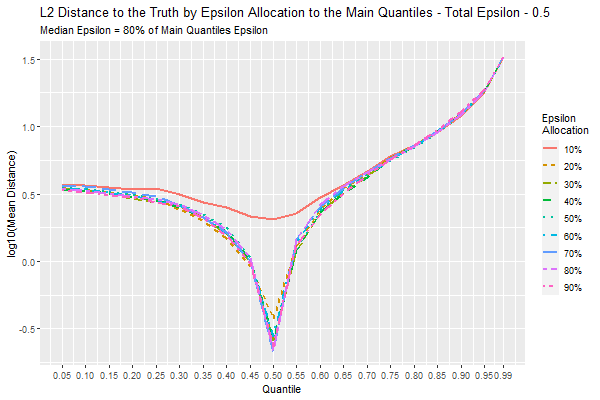 L2 Distance to the Truth by Epsilon Allocation to the Main Quantiles - Total Epsilon - 0.5
Median Epsilon = 80% of Main Quantiles Epsilon
log10(Mean Distance)
1.5
1.0
0.5
0.0
-0.5
0.05 0.10 0.15 0.20 0.25 0.30 0.35 0.40 0.45 0.50 0.55 0.60 0.65 0.70 0.75 0.80 0.85 0.90 0.95 0.99
Quantile
Epsilon
Allocation
10%
20%
30%
40%
50%
60%
70%
80%
90%